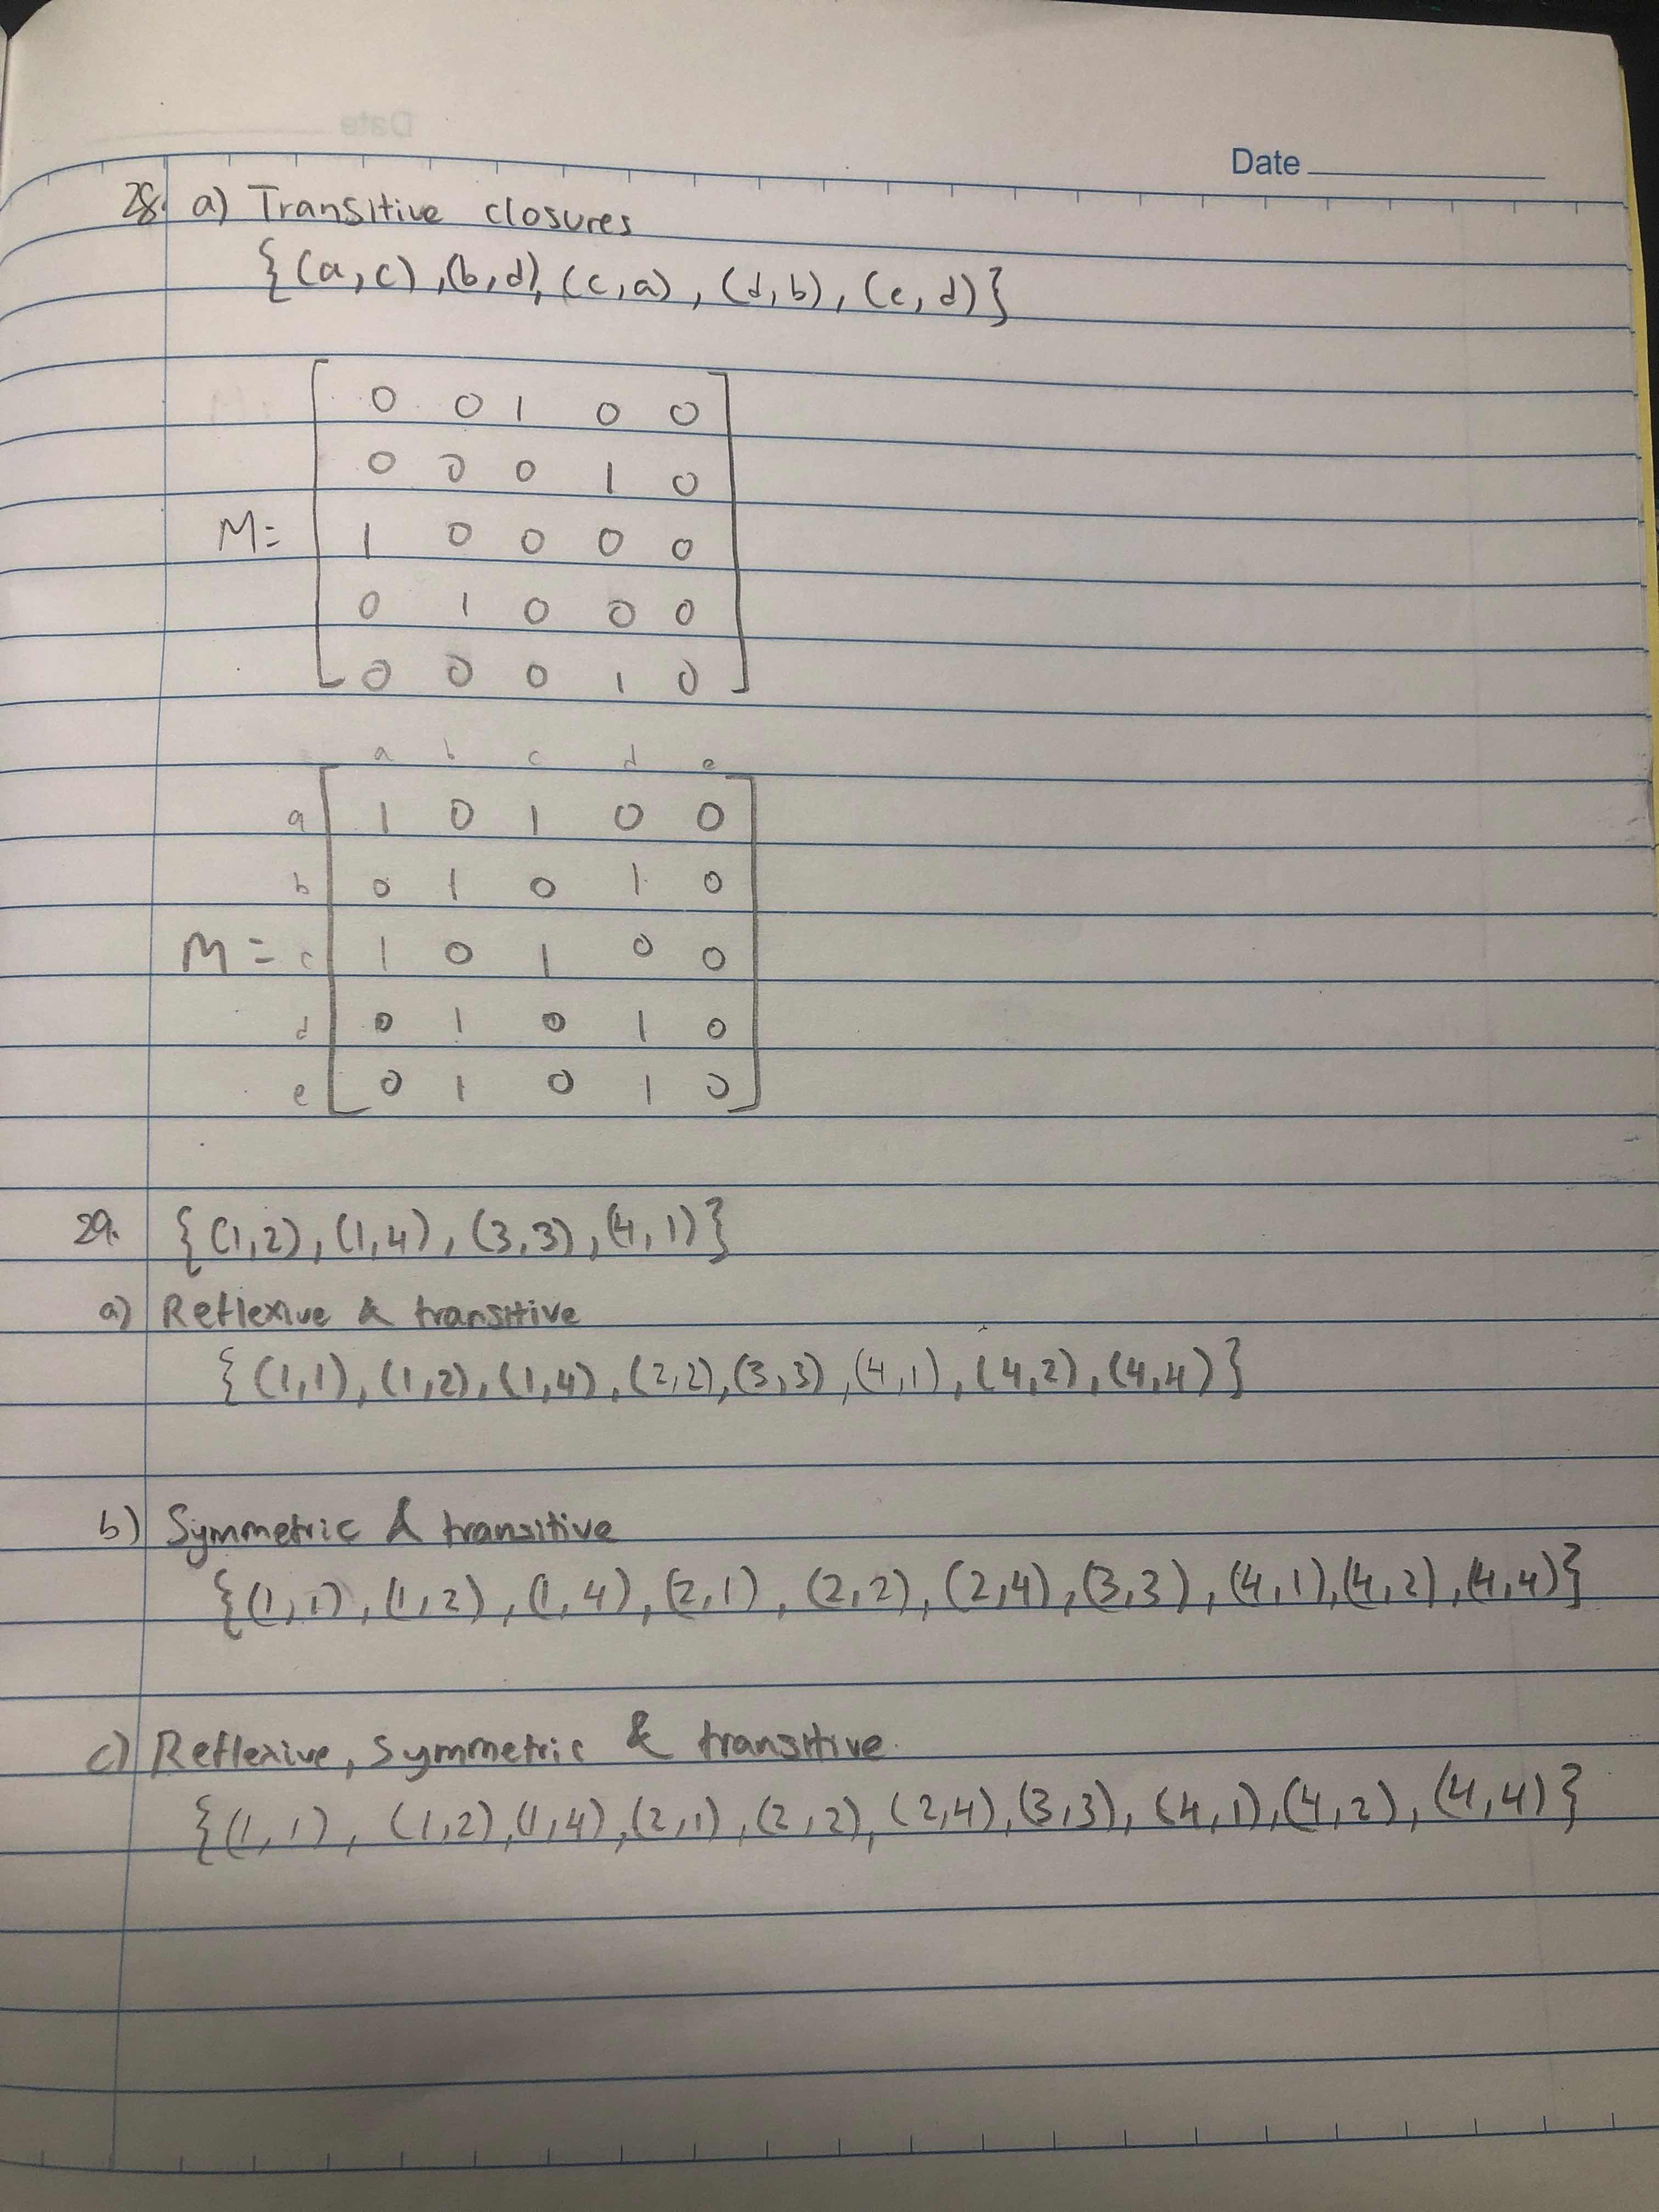 Date
28. a) Transitive closures
{(a,c),(b,d),(c,a),(d,b),(e,d)}
0 0 1 0 0
0 0 0 1 0
M= 1 0 0 0 0
0 1 0 0 0
0 0 0 1 0
a b c d e
a 1 0 1 0 0
b 0 1 0 1 0
M = c 1 0 1 0 0
d 0 1 0 1 0
e 0 1 0 1 0
29. {(1,2),(1,4),(3,3),(4,1)}
a) Reflexive & transitive
{(1,1),(1,2),(1,4),(2,2),(3,3),(4,1),(4,2),(4,4)}
b) Symmetric & transitive
{(1,1),(1,2),(1,4),(2,1),(2,2),(2,4),(3,3),(4,1),(4,2),(4,4)}
c) Reflexive, symmetric & transitive.
{(1,1),(1,2),(1,4),(2,1),(2,2),(2,4),(3,3),(4,1),(4,2),(4,4)}